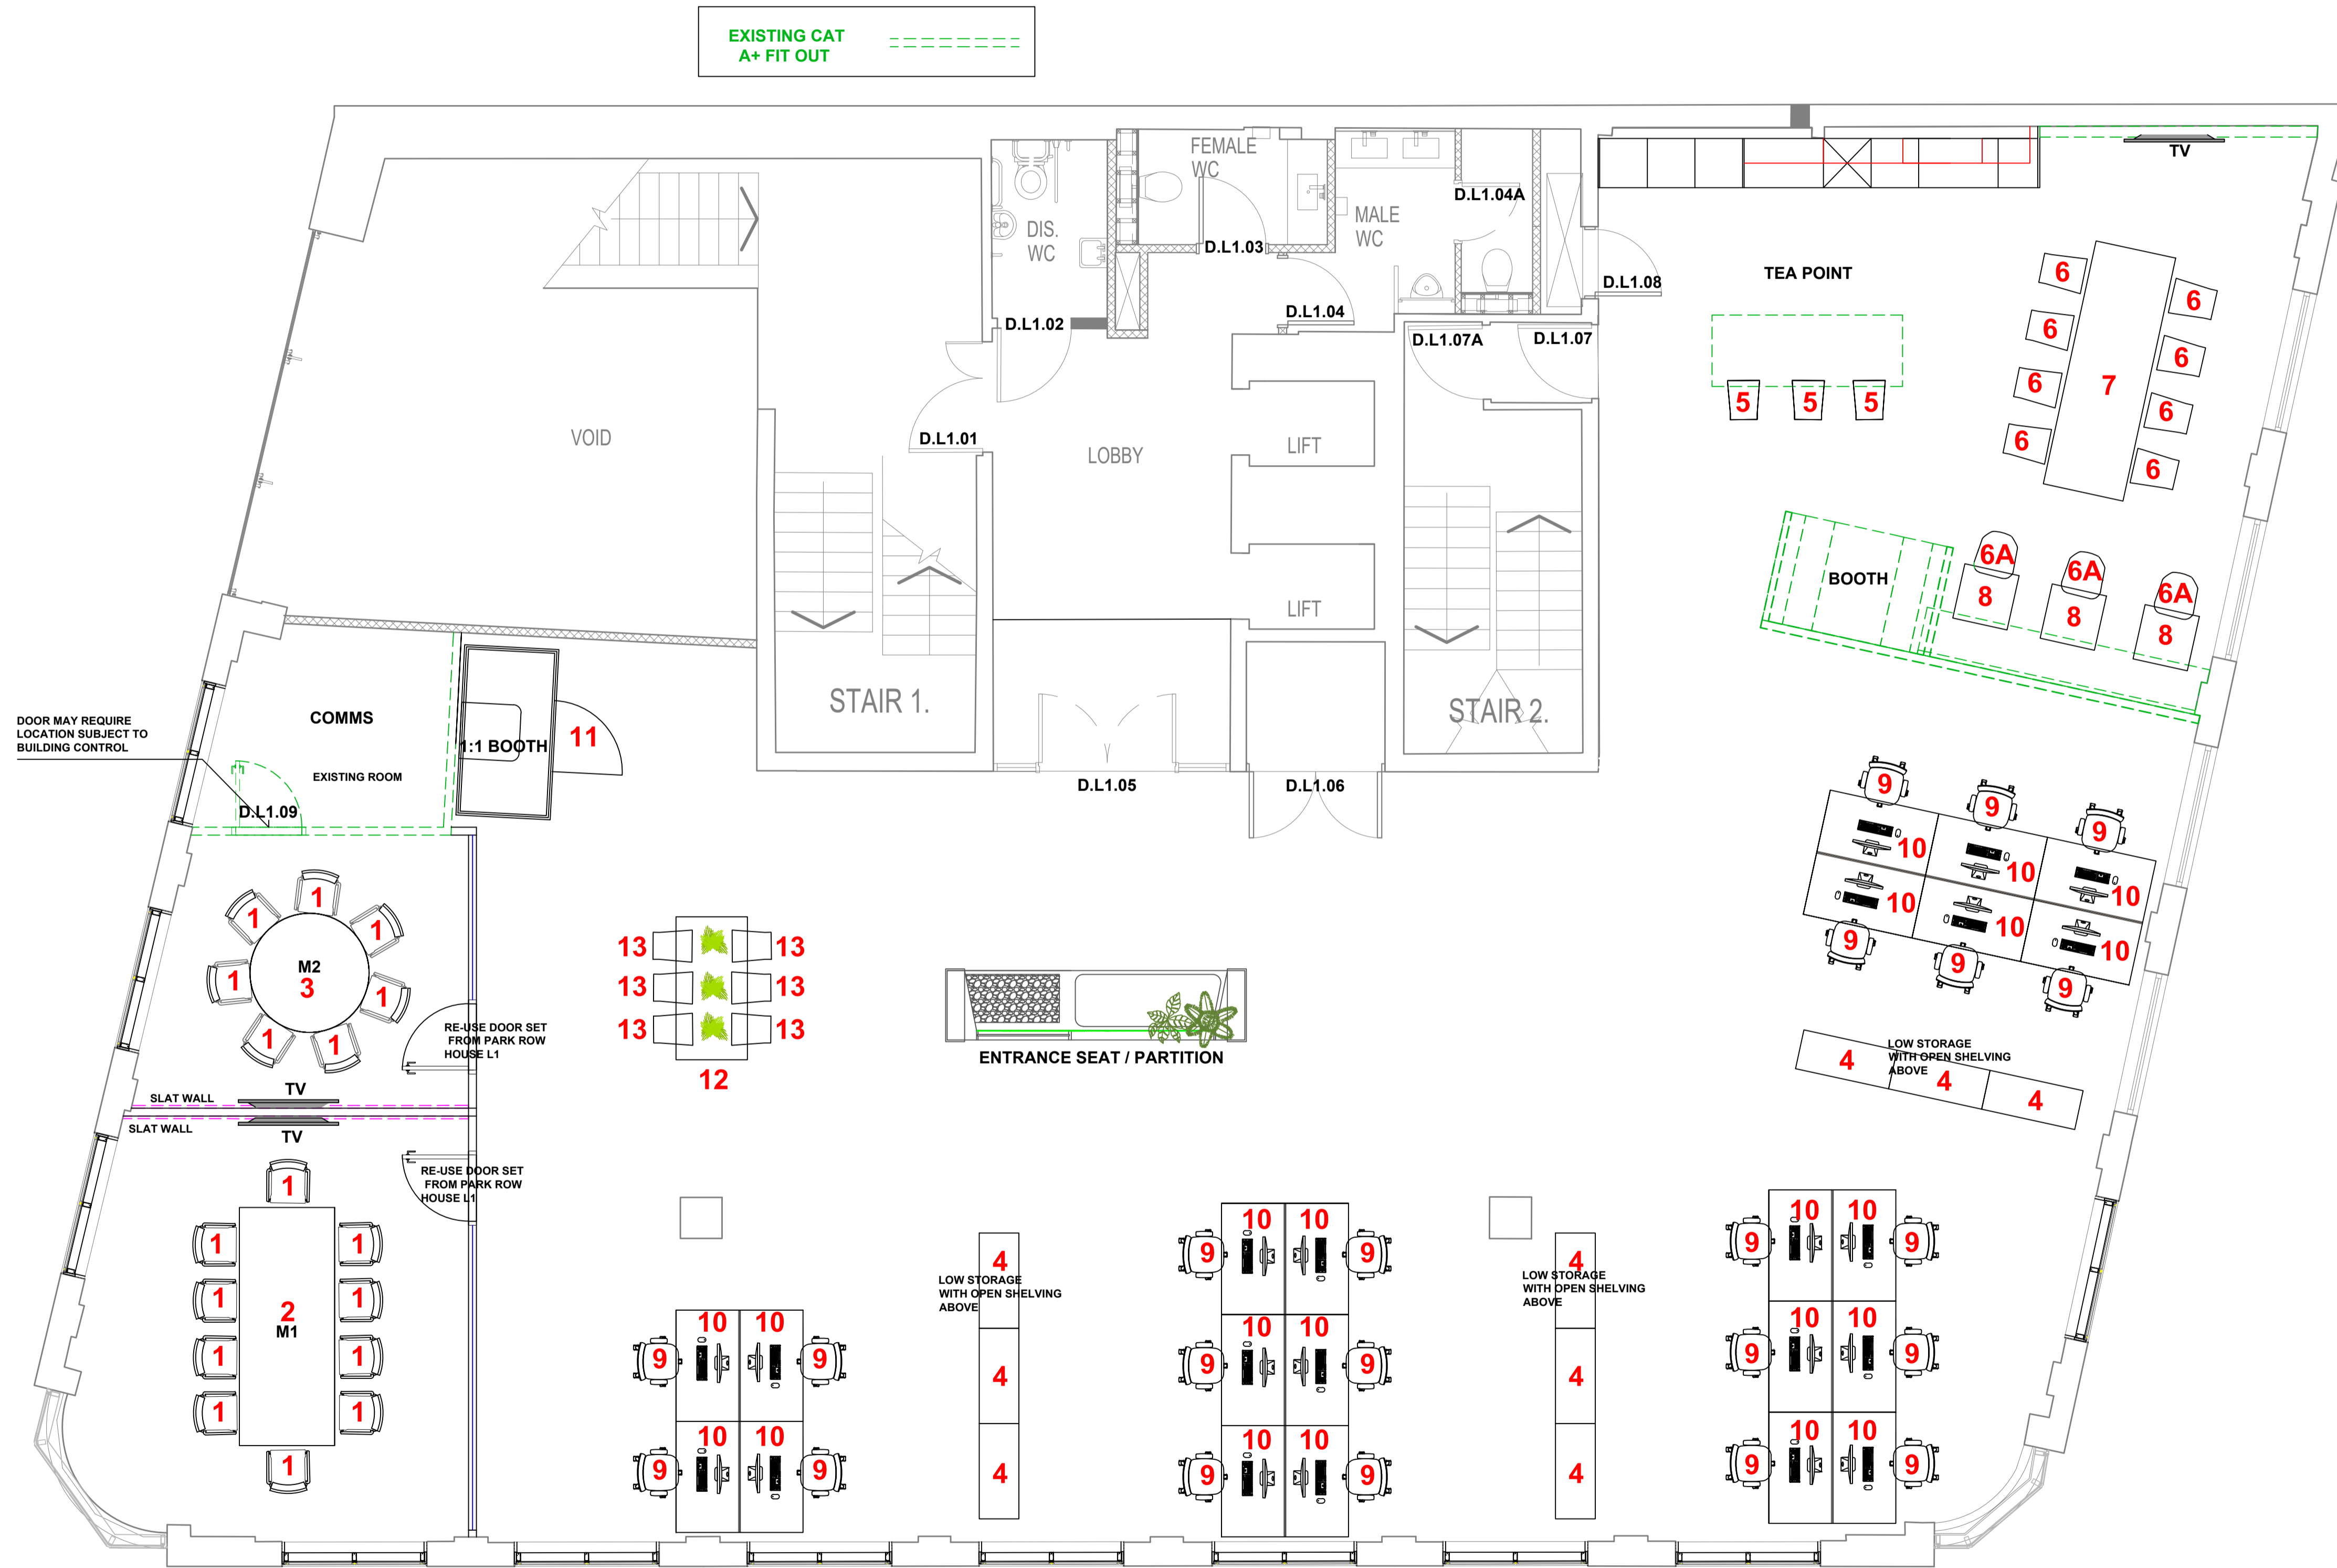 EXISTING CAT
A+ FIT OUT
TV
FEMALE
WC
D.L1.04A
MALE
WC
DIS.
WC
D.L1.03
TEA POINT
D.L1.08
6
6
6
6
6
6
6
6
7
D.L1.02
D.L1.04
D.L1.07A
D.L1.07
5
5
5
VOID
D.L1.01
LOBBY
LIFT
LIFT
BOOTH
6A
6A
6A
8
8
8
STAIR 1.
STAIR 2.
COMMS
EXISTING ROOM
1:1 BOOTH
11
DOOR MAY REQUIRE
LOCATION SUBJECT TO
BUILDING CONTROL
D.L1.09
D.L1.05
D.L1.06
9
9
9
10
10
10
10
10
10
9
9
9
1
1
1
1
1
1
1
M2
3
13
13
13
13
13
13
12
ENTRANCE SEAT / PARTITION
RE-USE DOOR SET
FROM PARK ROW
HOUSE L1
LOW STORAGE
WITH OPEN SHELVING
ABOVE
4
4
4
TV
SLAT WALL
SLAT WALL
TV
RE-USE DOOR SET
FROM PARK ROW
HOUSE L1
1
1
1
1
1
1
1
1
1
1
2
M1
4
LOW STORAGE
WITH OPEN SHELVING
ABOVE
4
4
4
LOW STORAGE
WITH OPEN SHELVING
ABOVE
4
4
10
10
9
9
10
10
9
9
10
10
9
9
10
10
9
9
10
10
9
9
10
10
9
9
10
10
9
9
10
10
9
9